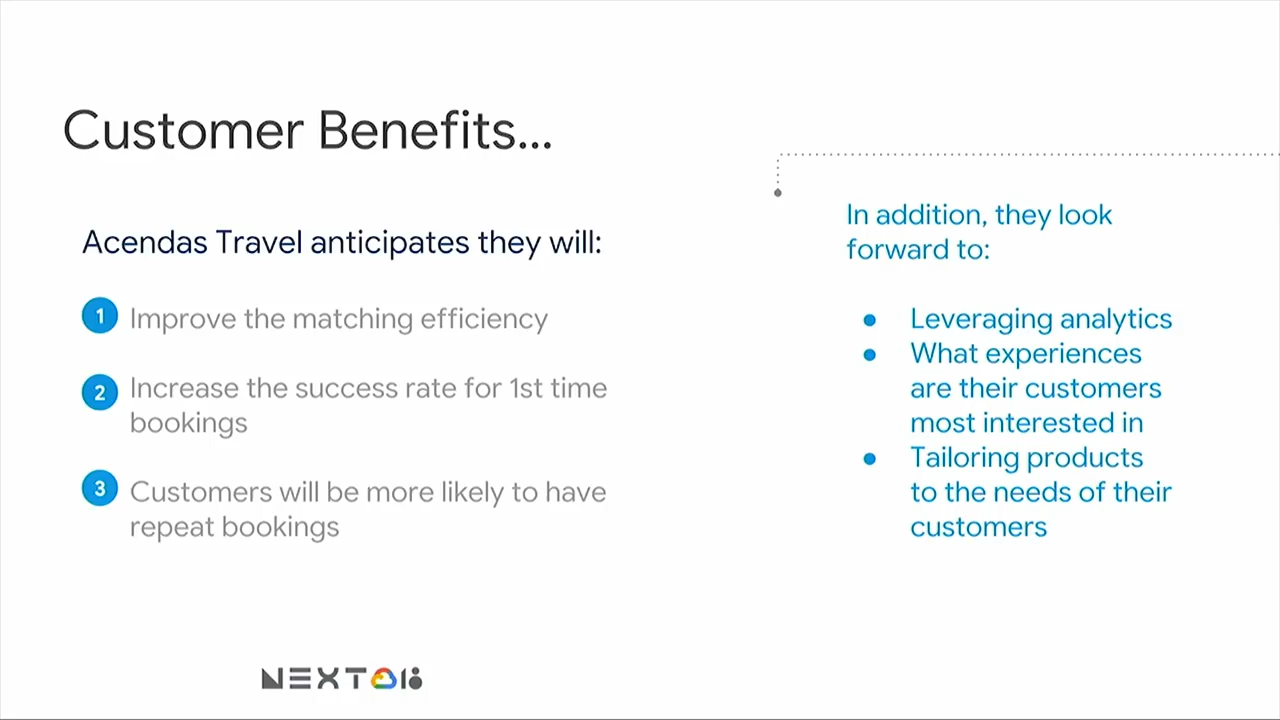 Customer Benefits...
Acendas Travel anticipates they will:
1 Improve the matching efficiency
2 Increase the success rate for 1st time
bookings
3 Customers will be more likely to have
repeat bookings
In addition, they look
forward to:
● Leveraging analytics
● What experiences
are their customers
most interested in
● Tailoring products
to the needs of their
customers
NEXT 18